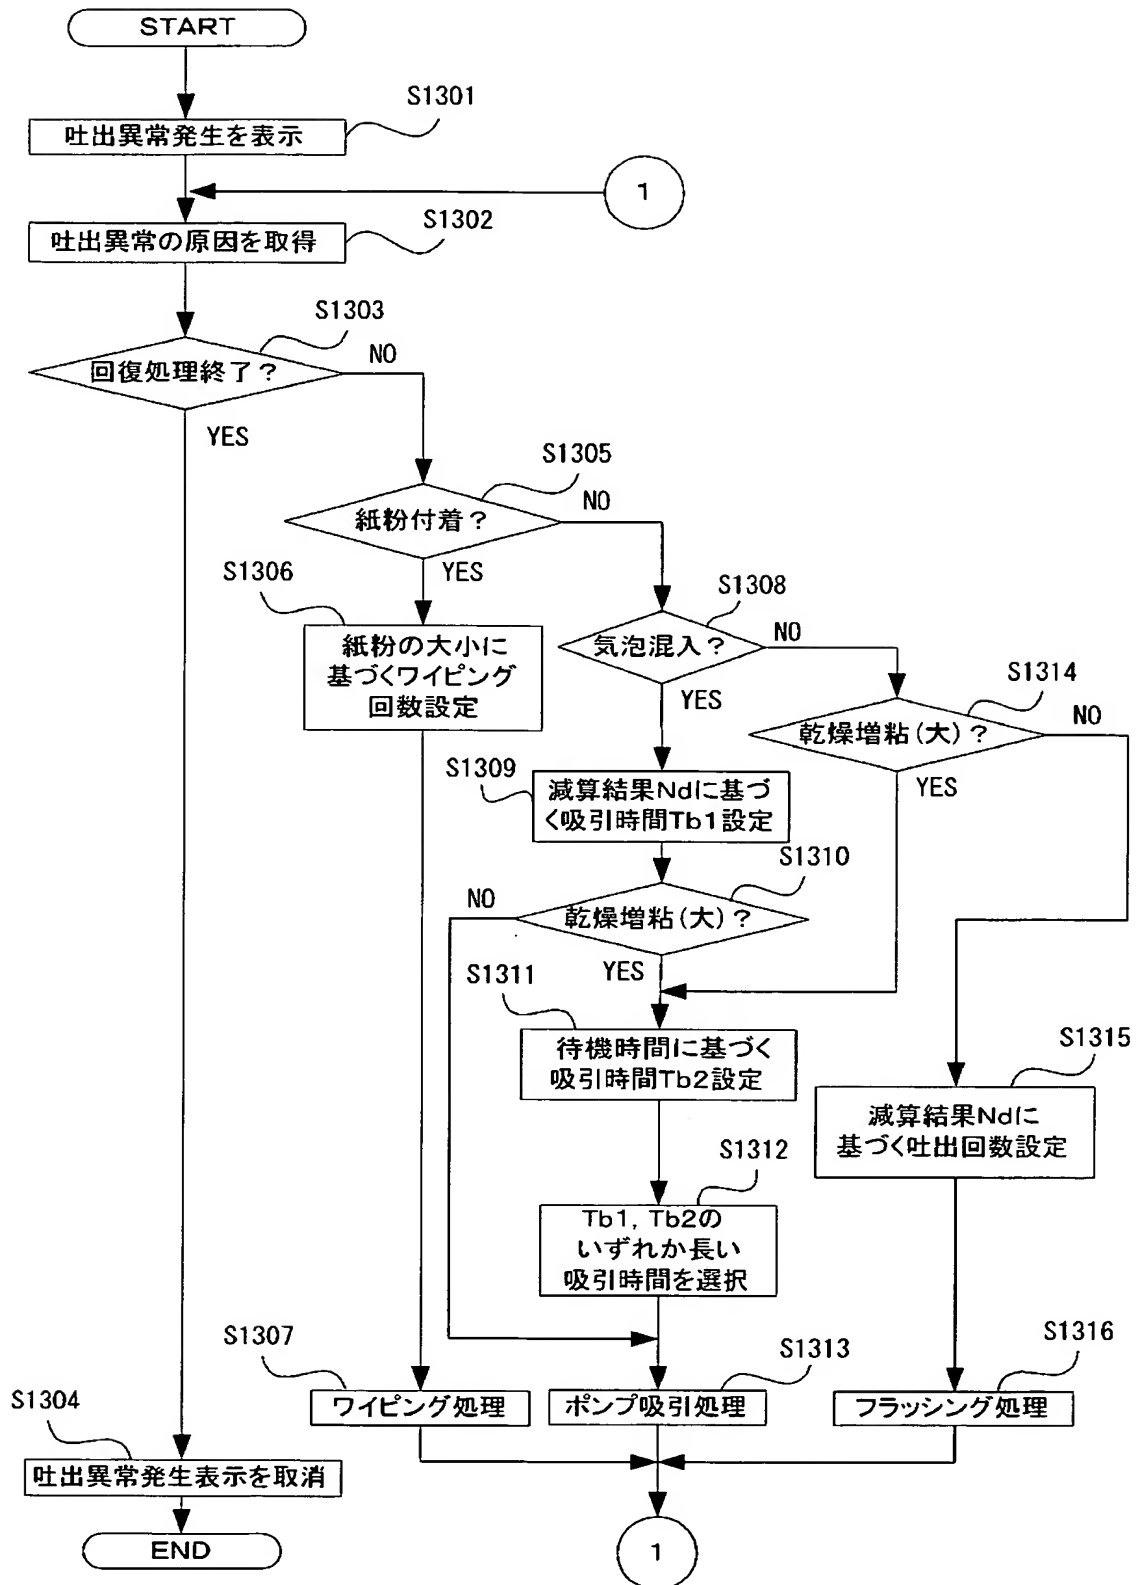 START
S1301
吐出異常発生を表示
1
S1302
吐出異常の原因を取得
S1303
回復処理終了?
NO
YES
S1305
紙粉付着?
NO
YES
S1306
紙粉の大小に
基づくワイピング
回数設定
S1308
気泡混入?
NO
YES
S1314
乾燥増粘(大)?
NO
YES
S1309
減算結果Ndに基づ
く吸引時間Tb1設定
S1310
乾燥増粘(大)?
NO
YES
S1311
待機時間に基づく
吸引時間Tb2設定
S1315
減算結果Ndに
基づく吐出回数設定
S1312
Tb1, Tb2の
いずれか長い
吸引時間を選択
S1307
ワイピング処理
S1313
ポンプ吸引処理
S1316
フラッシング処理
S1304
吐出異常発生表示を取消
END
1